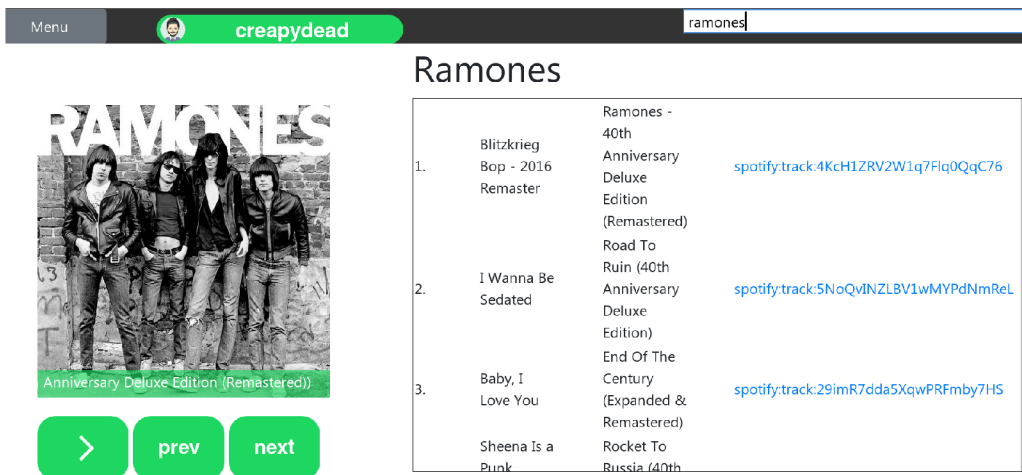 Menu
creapydead
ramones
Ramones
RAMONES
Anniversary Deluxe Edition (Remastered))
prev
next
1.
Blitzkrieg
Bop - 2016
Remaster
Ramones -
40th
Anniversary
Deluxe
Edition
(Remastered)
spotify:track:4KcH1ZRV2W1q7Flq0QqC76
2.
I Wanna Be
Sedated
Road To
Ruin (40th
Anniversary
Deluxe
Edition)
spotify:track:5NoQvINZLBV1wMYPdNmReL
3.
Baby, I
Love You
End Of The
Century
(Expanded &
Remastered)
spotify:track:29imR7dda5XqwPRFmby7HS
Sheena Is a
Punk
Rocket To
Russia (40th